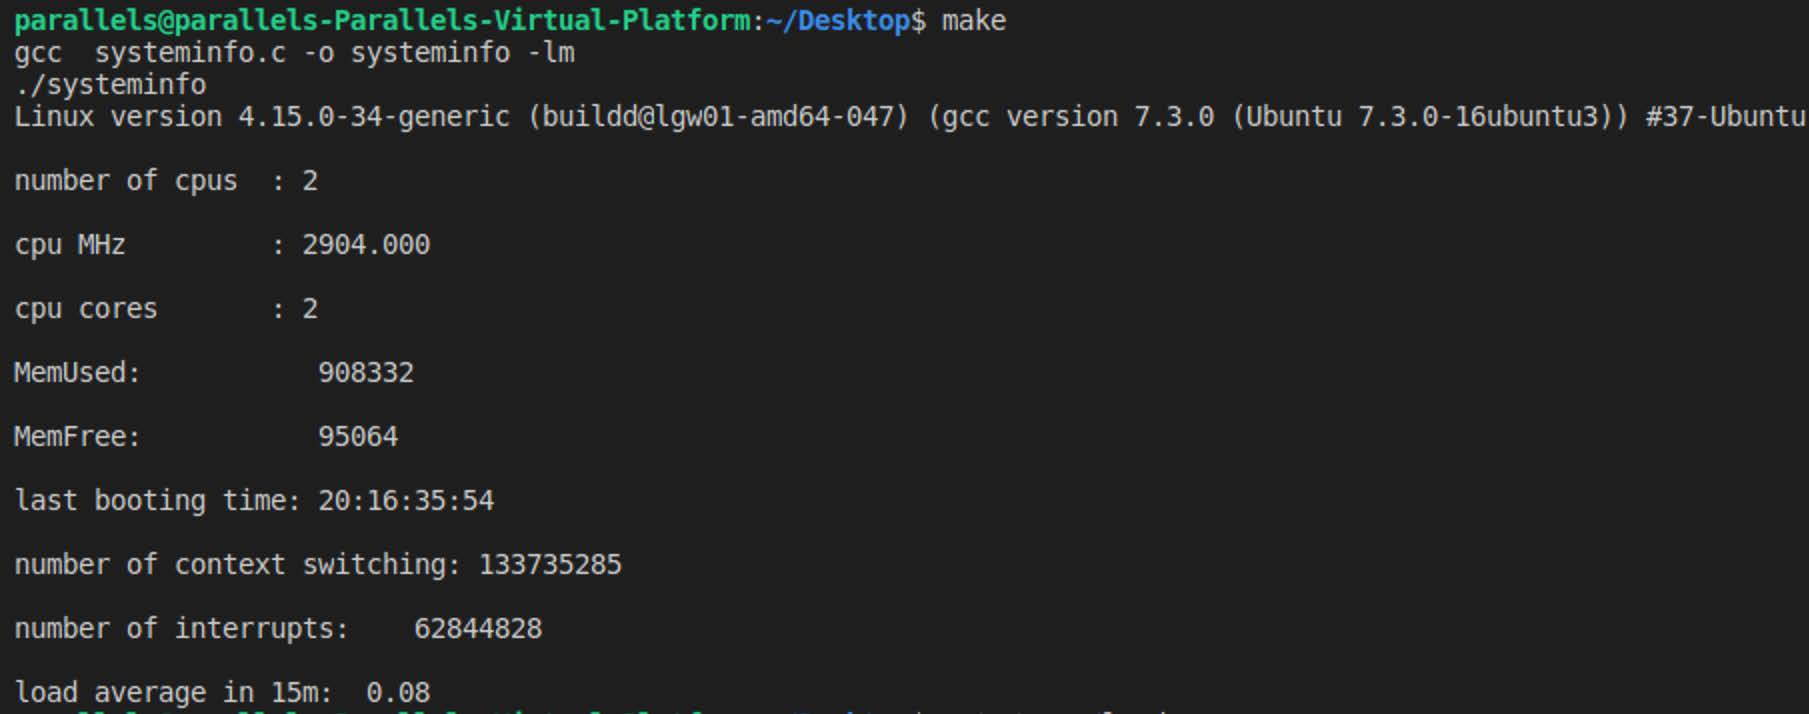 parallels@parallels-Parallels-Virtual-Platform:~/Desktop$ make
gcc  systeminfo.c -o systeminfo -lm
./systeminfo
Linux version 4.15.0-34-generic (buildd@lgw01-amd64-047) (gcc version 7.3.0 (Ubuntu 7.3.0-16ubuntu3)) #37-Ubuntu
number of cpus  : 2
cpu MHz         : 2904.000
cpu cores       : 2
MemUsed:           908332
MemFree:           95064
last booting time: 20:16:35:54
number of context switching: 133735285
number of interrupts:    62844828
load average in 15m:  0.08